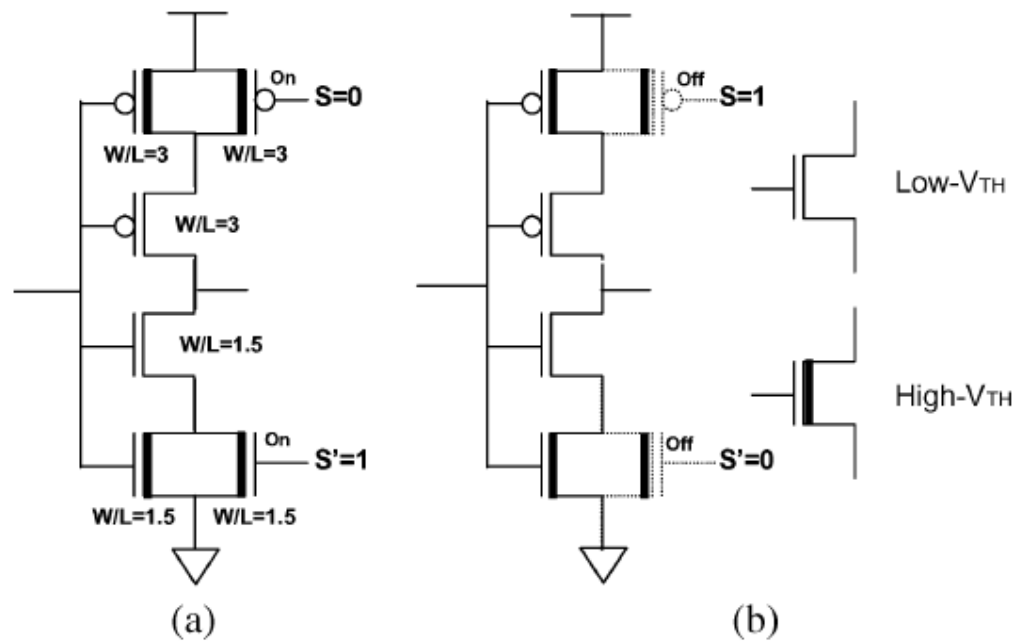 On
S=0
W/L=3
W/L=3
W/L=3
W/L=1.5
On
S'=1
W/L=1.5
W/L=1.5
(a)
Off
S=1
Off
S'=0
(b)
Low-VTH
High-VTH